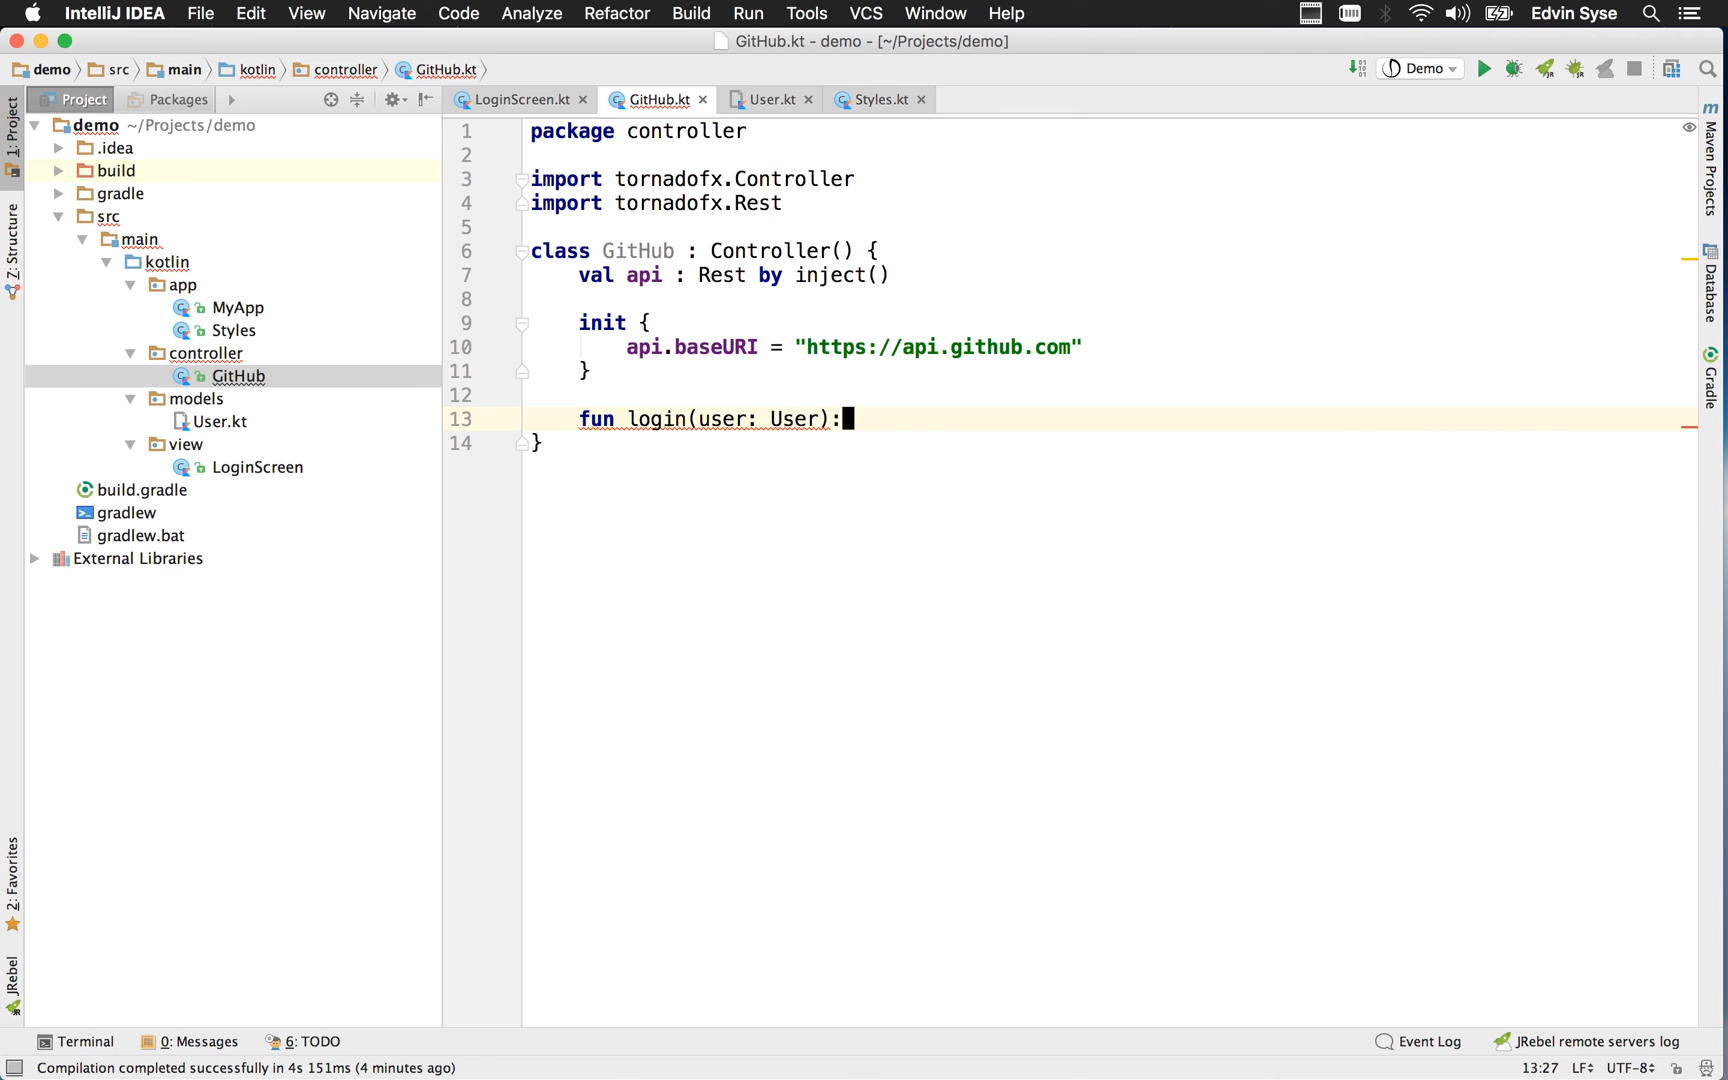 IntelliJ IDEA File Edit View Navigate Code Analyze Refactor Build Run Tools VCS Window Help Edvin Syse
GitHub.kt - demo - [~/Projects/demo]
demo src main kotlin controller GitHub.kt Demo
Project Packages LoginScreen.kt GitHub.kt User.kt Styles.kt
1: Project
Z: Structure
2: Favorites
JRebel
demo ~/Projects/demo
.idea
build
gradle
src
main
kotlin
app
MyApp
Styles
controller
GitHub
models
User.kt
view
LoginScreen
build.gradle
gradlew
gradlew.bat
External Libraries
1 package controller
2
3 import tornadofx.Controller
4 import tornadofx.Rest
5
6 class GitHub : Controller() {
7 val api : Rest by inject()
8
9 init {
10 api.baseURI = "https://api.github.com"
11 }
12
13 fun login(user: User):
14 }
m Maven Projects
Database
Gradle
Terminal 0: Messages 6: TODO Event Log JRebel remote servers log
Compilation completed successfully in 4s 151ms (4 minutes ago) 13:27 LF UTF-8